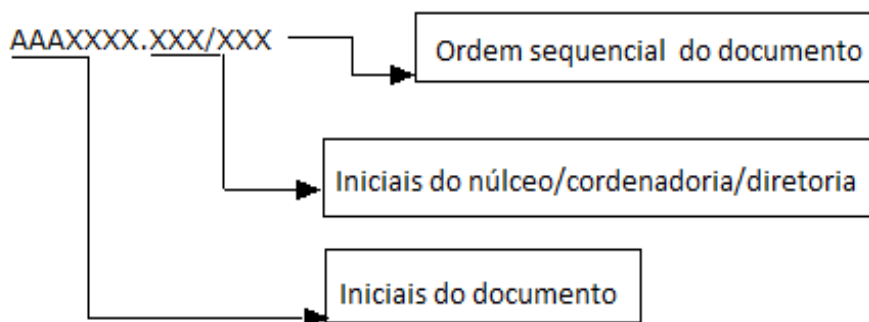 AAAXXXX.XXX/XXX
Ordem sequencial do documento
Iniciais do núlceo/cordenadoria/diretoria
Iniciais do documento